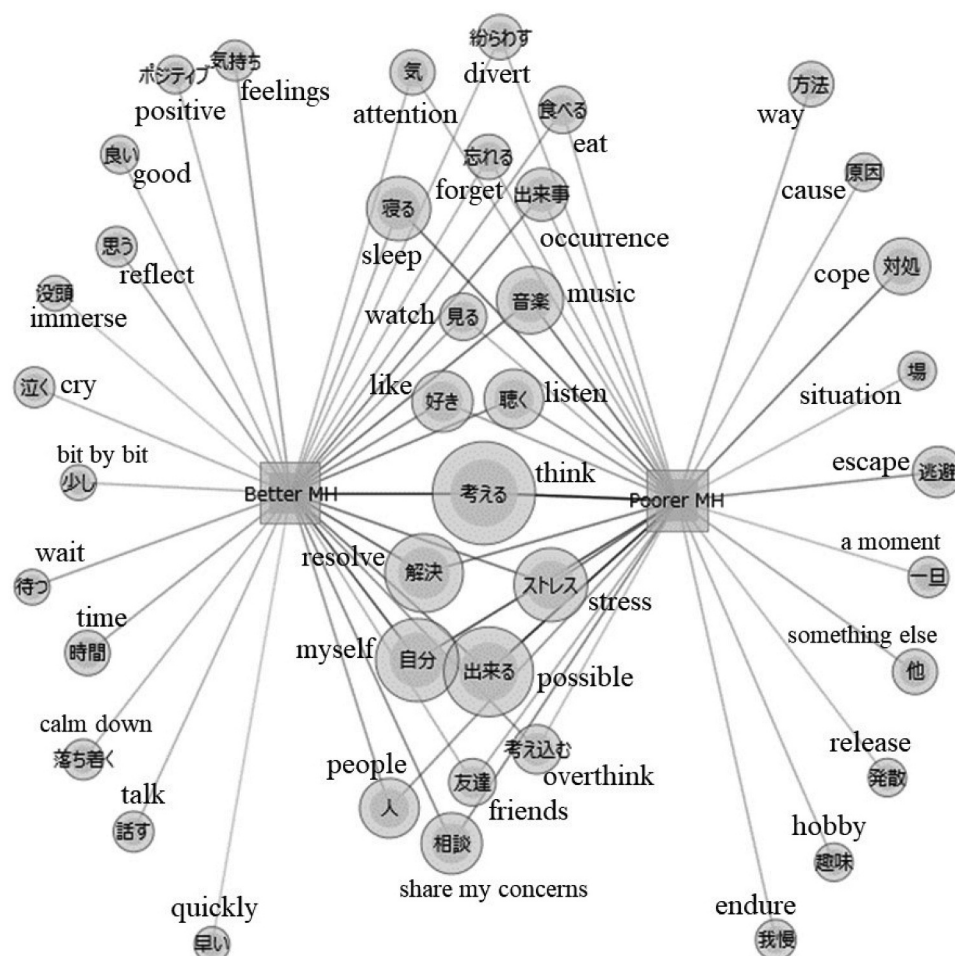 紛らわす
divert
気持ち
feelings
ポジティブ
positive
気
attention
方法
way
食べる
eat
良い
good
忘れる
forget
原因
cause
寝る
sleep
出来事
occurrence
思う
reflect
対処
cope
没頭
immerse
音楽
music
見る
watch
泣く
cry
好き
like
聴く
listen
場
situation
少し
bit by bit
Better MH
考える
think
Poorer MH
逃避
escape
待つ
wait
解決
resolve
ストレス
stress
一旦
a moment
時間
time
自分
myself
出来る
possible
他
something else
落ち着く
calm down
考え込む
overthink
友達
friends
発散
release
話す
talk
人
people
相談
share my concerns
趣味
hobby
早い
quickly
我慢
endure